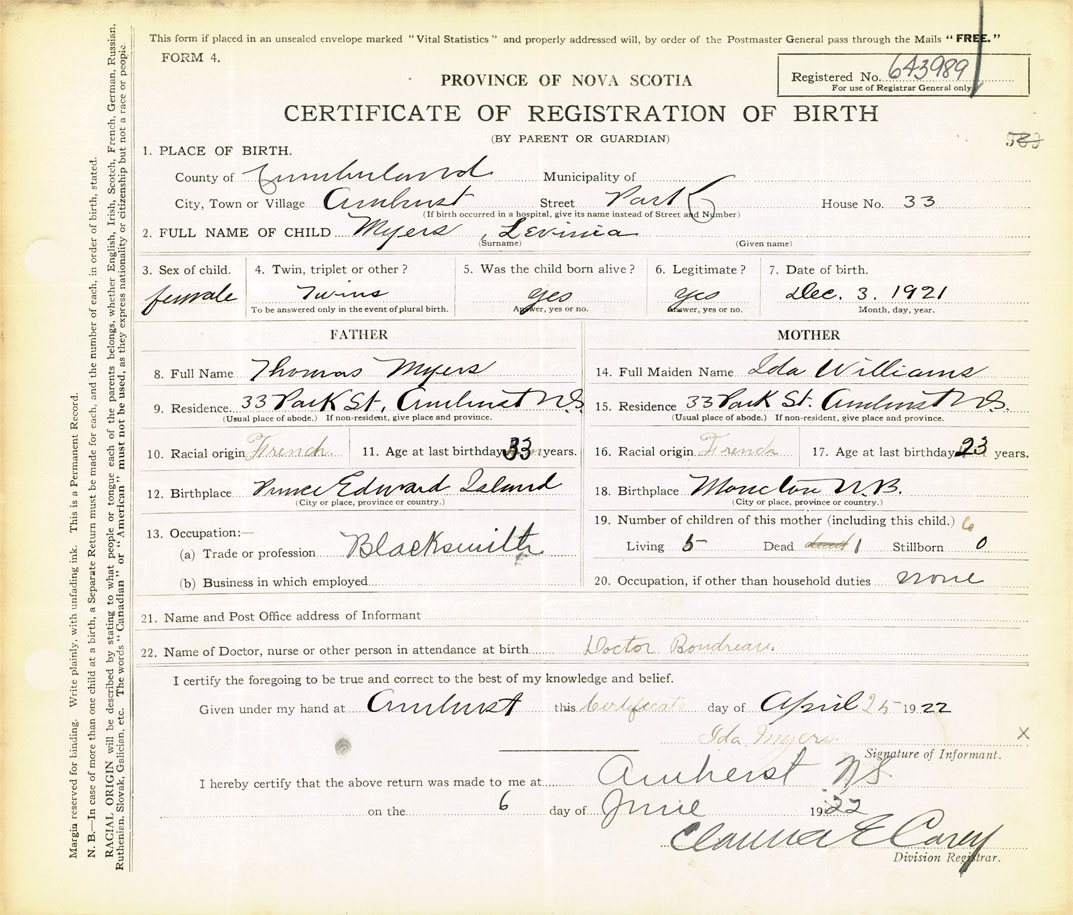 This form if placed in an unsealed envelope marked "Vital Statistics" and properly addressed will, by order of the Postmaster General pass through the Mails "FREE."
FORM 4.
Registered No. 643989
For use of Registrar General only
PROVINCE OF NOVA SCOTIA
CERTIFICATE OF REGISTRATION OF BIRTH
(BY PARENT OR GUARDIAN)
1. PLACE OF BIRTH.
County of Cumberland Municipality of
City, Town or Village Amhurst Street Park House No. 33
(If birth occurred in a hospital, give its name instead of Street and Number)
2. FULL NAME OF CHILD Myers, Levinia
(Surname) (Given name)
3. Sex of child. 4. Twin, triplet or other? 5. Was the child born alive? 6. Legitimate? 7. Date of birth.
female Twins yes yes Dec. 3. 1921
To be answered only in the event of plural birth. Answer, yes or no. Answer, yes or no. Month, day, year.
FATHER MOTHER
8. Full Name Thomas Myers 14. Full Maiden Name Ida Williams
9. Residence 33 Park St, Amhurst N.S. 15. Residence 33 Park St. Amhurst N.S.
(Usual place of abode.) If non-resident, give place and province. (Usual place of abode.) If non-resident, give place and province.
10. Racial origin French. 11. Age at last birthday 33 years. 16. Racial origin French 17. Age at last birthday 23 years.
12. Birthplace Prince Edward Island 18. Birthplace Moncton N.B.
(City or place, province or country.) (City or place, province or country.)
13. Occupation:— 19. Number of children of this mother (including this child.) 6
(a) Trade or profession Blacksmith Living 5 Dead 1 Stillborn 0
(b) Business in which employed 20. Occupation, if other than household duties none
21. Name and Post Office address of Informant
22. Name of Doctor, nurse or other person in attendance at birth Doctor Boudreau.
I certify the foregoing to be true and correct to the best of my knowledge and belief.
Given under my hand at Amhurst this Certificate day of April 25 1922
Ida Myers X
Signature of Informant.
I hereby certify that the above return was made to me at Amherst NS
on the 6 day of June 1922
Carey
Division Registrar.
Margin reserved for binding. Write plainly, with unfading ink. This is a Permanent Record.
N. B.—In case of more than one child at a birth, a Separate Return must be made for each, and the number of each, in order of birth, stated.
RACIAL ORIGIN will be described by stating to what people or tongue each of the parents belongs, whether English, Irish, Scotch, French, German, Russian,
Ruthenian, Slovak, Galician, etc. The words "Canadian" or "American" must not be used, as they express nationality or citizenship but not a race or people